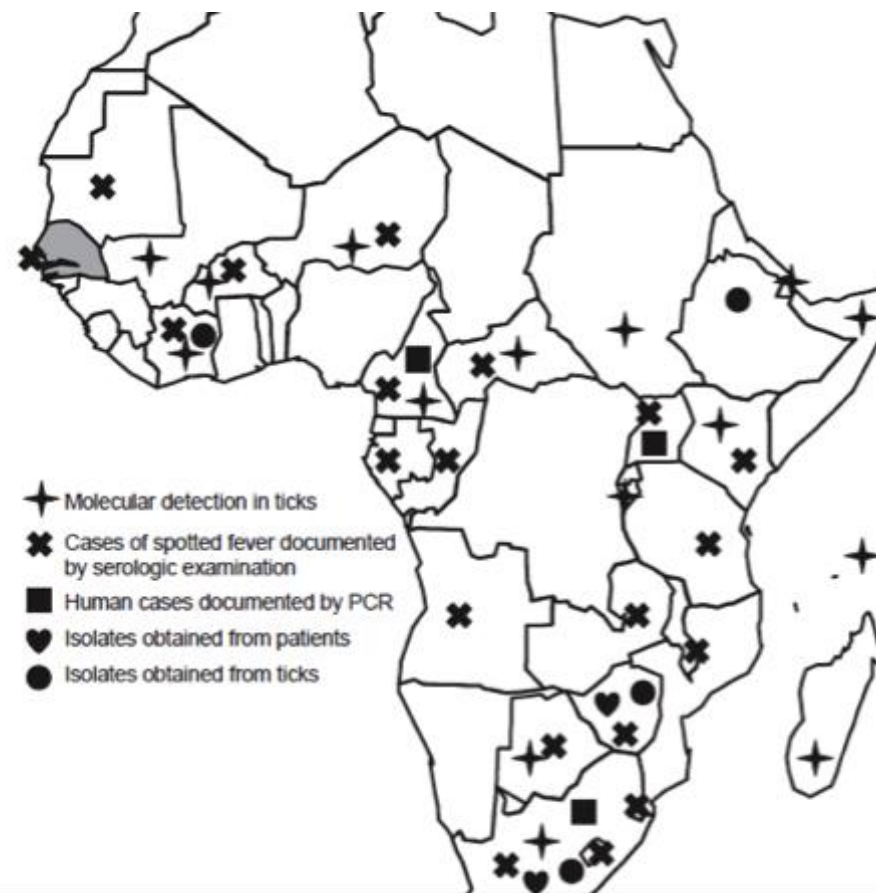 Molecular detection in ticks
Cases of spotted fever documented
by serologic examination
Human cases documented by PCR
Isolates obtained from patients
Isolates obtained from ticks